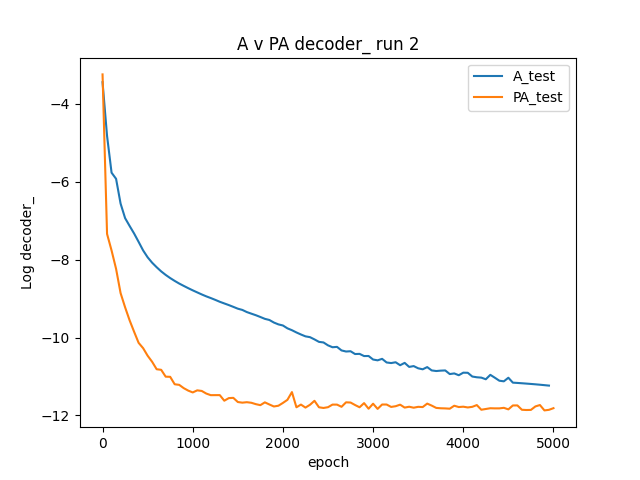 A v PA decoder_ run 2
A_test
PA_test
Log decoder_
−4
−6
−8
−10
−12
0
1000
2000
3000
4000
5000
epoch